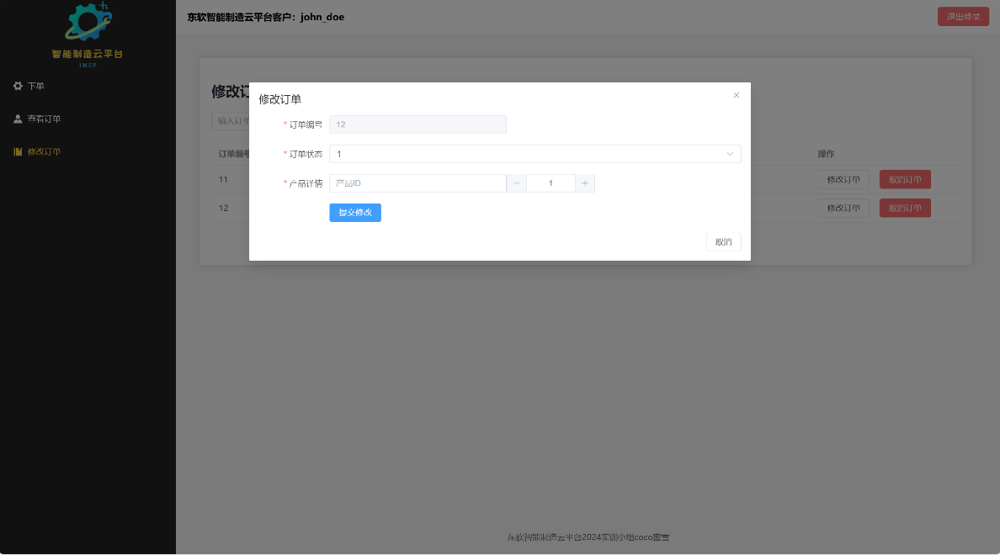 智能制造云平台
IMCP
下单
查看订单
修改订单
东软智能制造云平台客户：john_doe
退出登录
修改订
输入订单
订单编号
操作
11
修改订单
取消订单
12
修改订单
取消订单
修改订单
* 订单编号
12
* 订单状态
1
* 产品详情
产品ID
1
提交修改
取消
东软智能制造云平台2024实训小组coco蜜雪